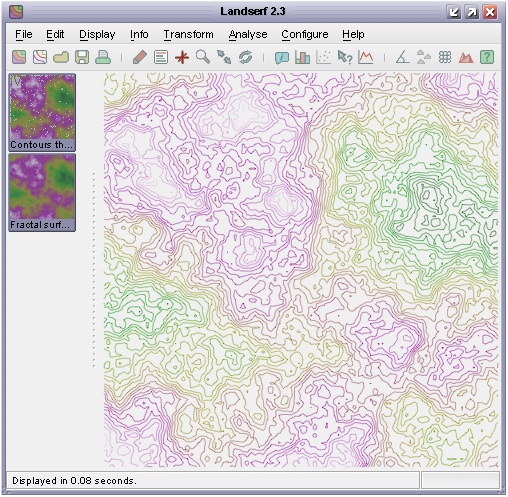 Landserf 2.3
File Edit Display Info Transform Analyse Configure Help
Contours th...
Fractal surf...
Displayed in 0.08 seconds.